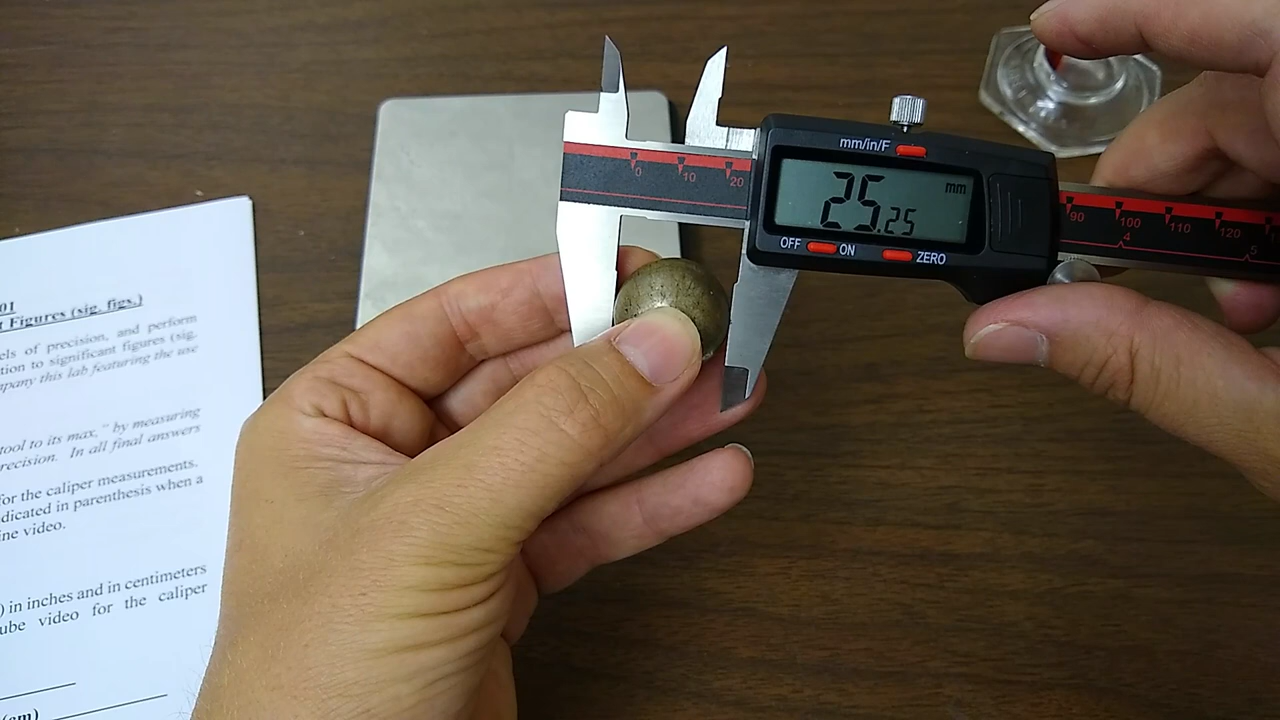 01
Figures (sig. figs.)
els of precision, and perform
tion to significant figures (sig.
mpany this lab featuring the use
tool to its max," by measuring
recision. In all final answers
for the caliper measurements.
dicated in parenthesis when a
ine video.
) in inches and in centimeters
ube video for the caliper
(cm)
0 10 20
mm/in/F
25.25 mm
OFF ON ZERO
90 100 110 120
4 5